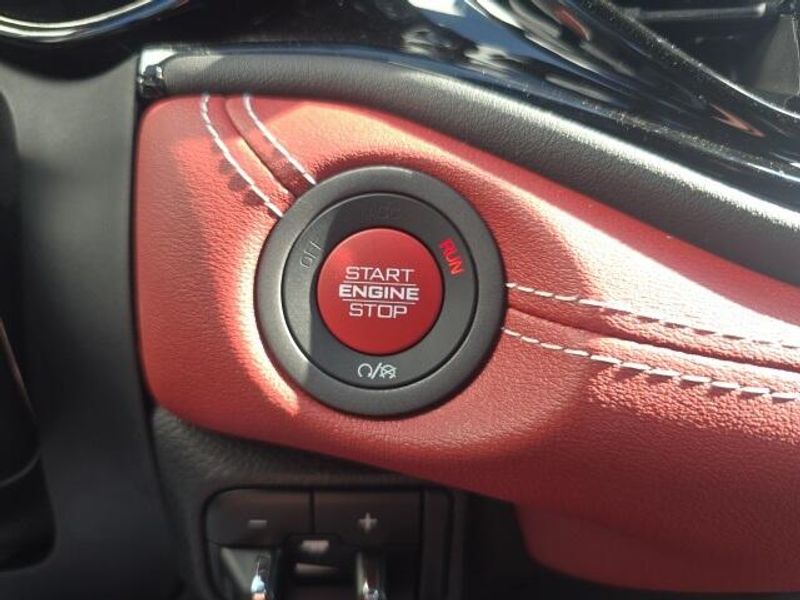 OFF
RUN
START
ENGINE
STOP
-
+